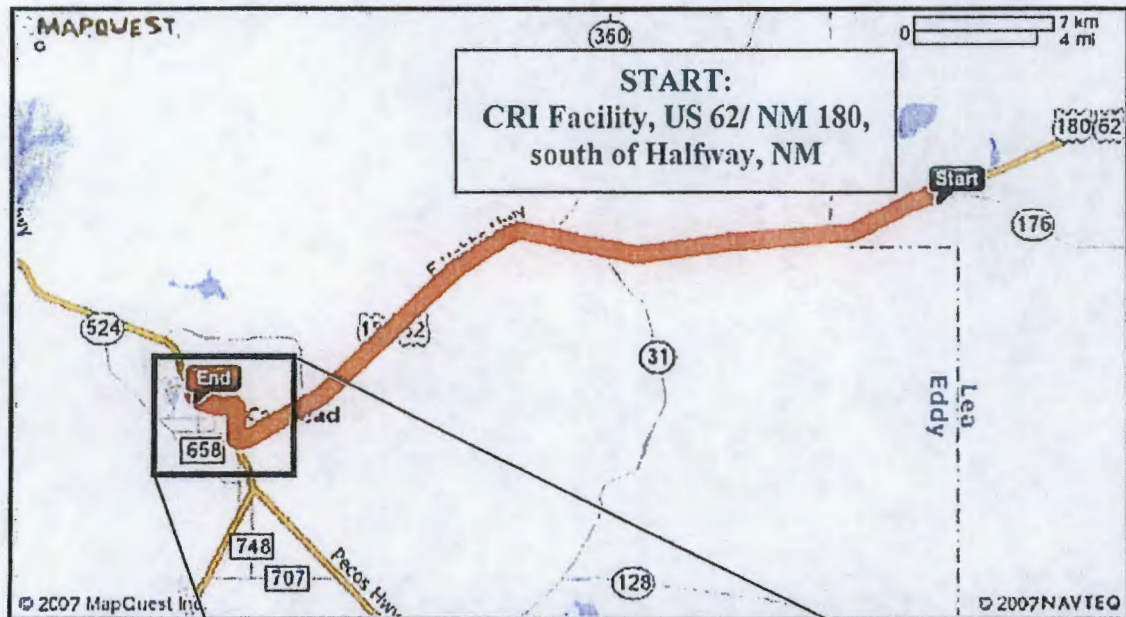 MAPQUEST
360
0
7 km
4 mi
START:
CRI Facility, US 62/ NM 180,
south of Halfway, NM
180 62
Start
176
524
31
Lea
Eddy
End
658
748
707
Pecos Hwy
128
© 2007 MapQuest Inc
© 2007 NAVTEQ